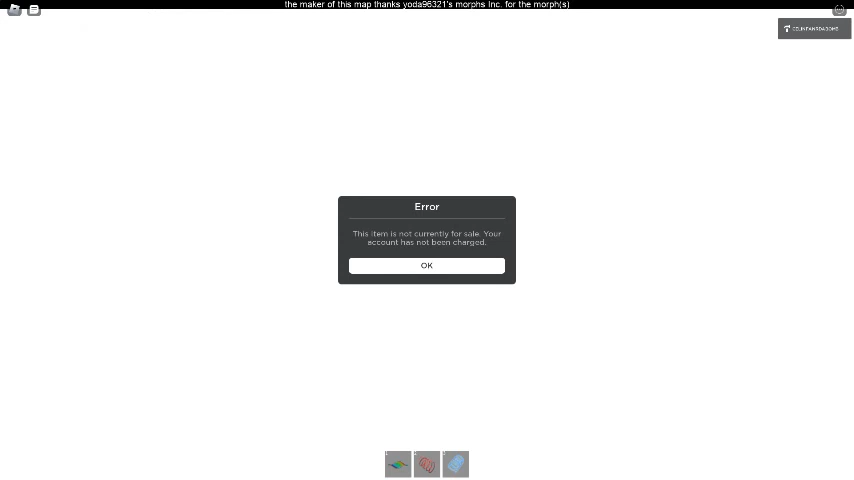 the maker of this map thanks yoda96321's morphs Inc. for the morph(s)
Error
This item is not currently for sale. Your
account has not been charged.
OK